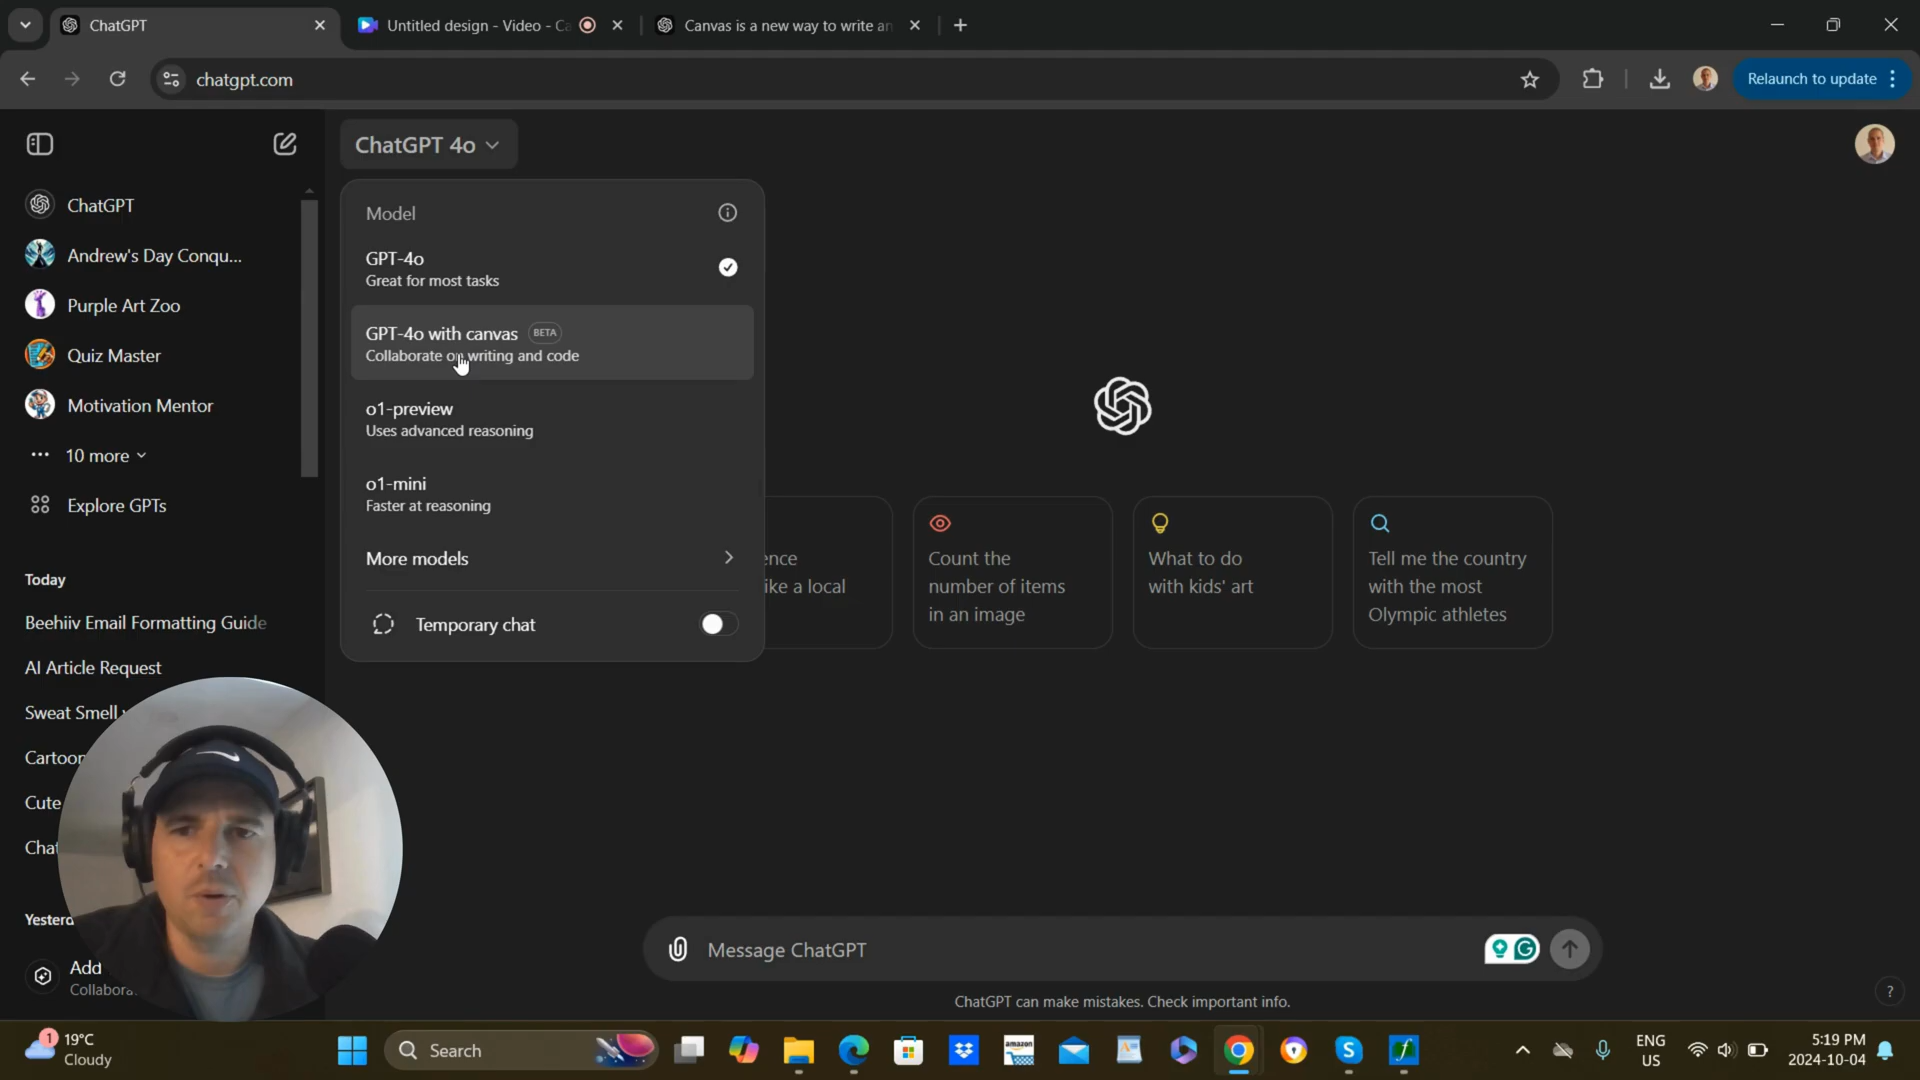 ChatGPT
Untitled design - Video - Ca
Canvas is a new way to write an
chatgpt.com
Relaunch to update
ChatGPT 4o
ChatGPT
Andrew's Day Conqu...
Purple Art Zoo
Quiz Master
Motivation Mentor
10 more
Explore GPTs
Today
Beehiiv Email Formatting Guide
AI Article Request
Sweat Smell
Cartoon
Cute
Chat
Yesterd
Add
Collabora
Model
GPT-4o
Great for most tasks
GPT-4o with canvas BETA
Collaborate on writing and code
o1-preview
Uses advanced reasoning
o1-mini
Faster at reasoning
More models
Temporary chat
ence
ike a local
Count the
number of items
in an image
What to do
with kids' art
Tell me the country
with the most
Olympic athletes
Message ChatGPT
ChatGPT can make mistakes. Check important info.
?
1
19°C
Cloudy
Search
amazon
ENG
US
5:19 PM
2024-10-04